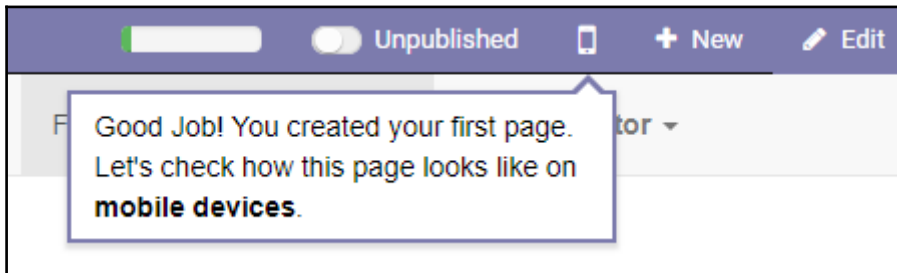 Unpublished New Edit
F tor
Good Job! You created your first page.
Let's check how this page looks like on
mobile devices.